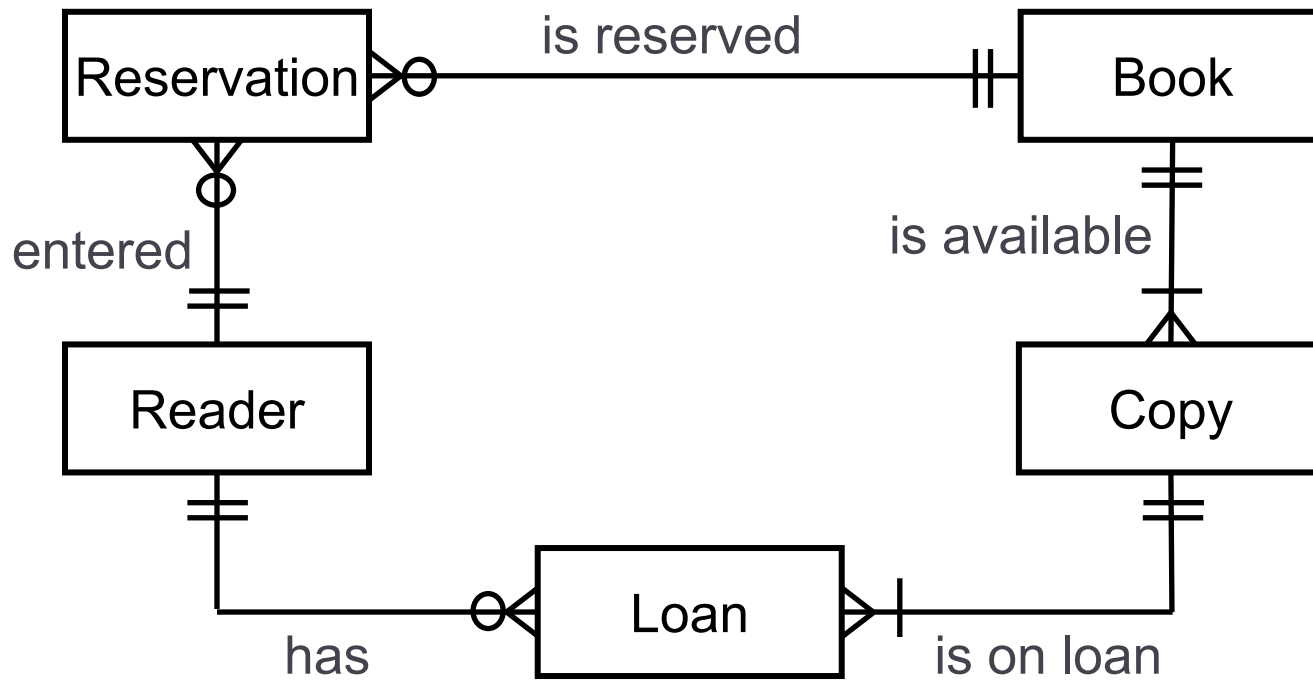 is reserved
Reservation
Book
entered
is available
Reader
Copy
Loan
has
is on loan